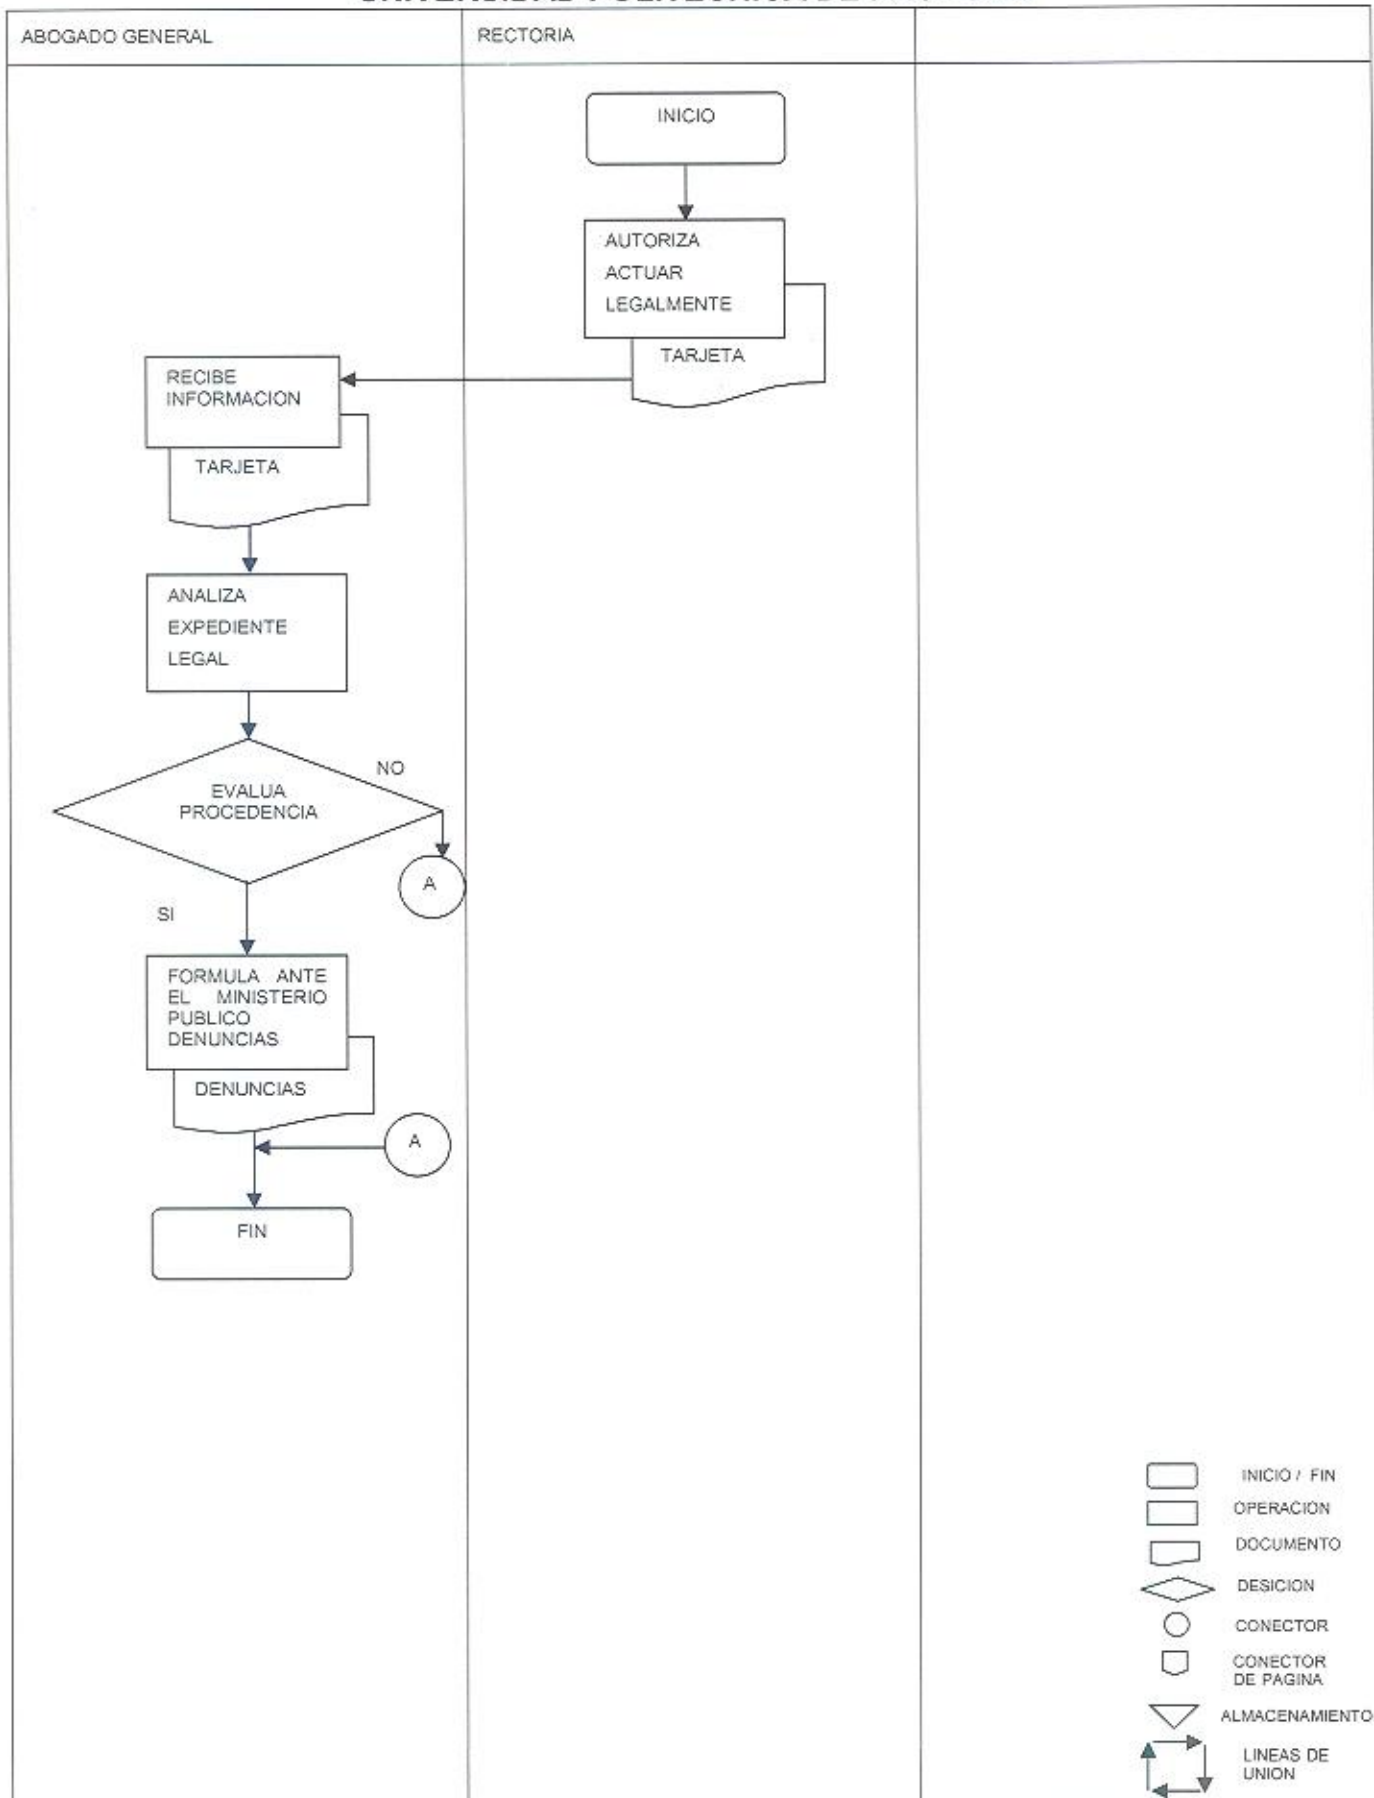 ABOGADO GENERAL
RECTORIA
INICIO
AUTORIZA
ACTUAR
LEGALMENTE
TARJETA
RECIBE
INFORMACION
TARJETA
ANALIZA
EXPEDIENTE
LEGAL
NO
EVALUA
PROCEDENCIA
A
SI
FORMULA ANTE
EL MINISTERIO
PUBLICO
DENUNCIAS
DENUNCIAS
A
FIN
INICIO / FIN
OPERACION
DOCUMENTO
DESICION
CONECTOR
CONECTOR
DE PAGINA
ALMACENAMIENTO
LINEAS DE
UNION